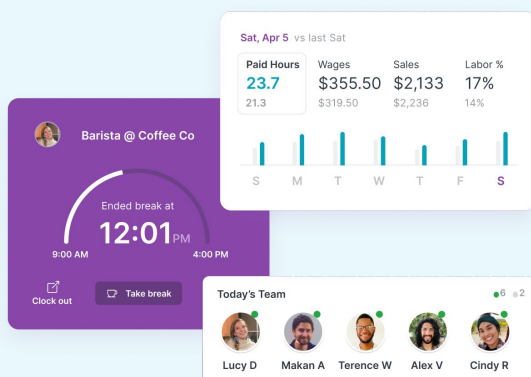 Sat, Apr 5 vs last Sat
Paid Hours Wages Sales Labor %
23.7 $355.50 $2,133 17%
21.3 $319.50 $2,236 14%
S M T W T F S
Barista @ Coffee Co
Ended break at
12:01 PM
9:00 AM 4:00 PM
Clock out
Take break
Today's Team 6 2
Lucy D Makan A Terence W Alex V Cindy R